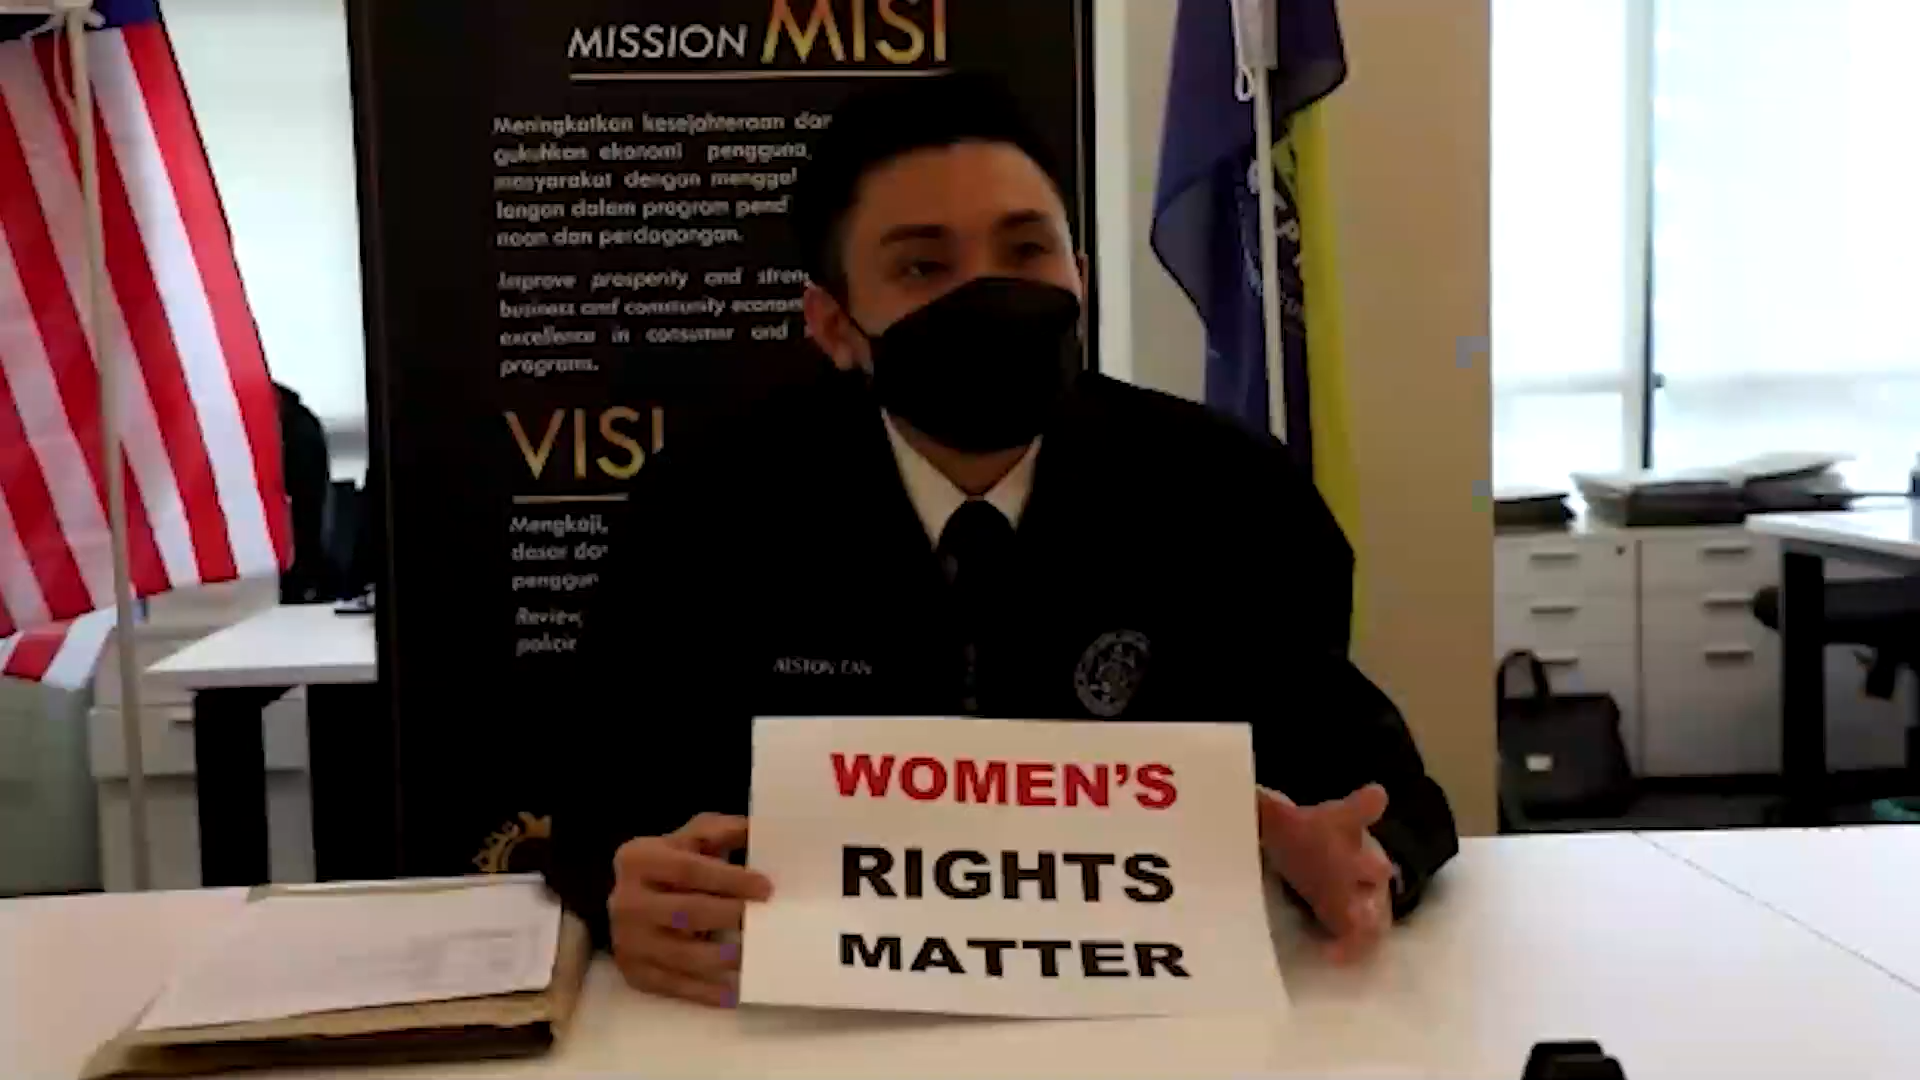 MISSION MISI
Meningkatkan kesejahteraan dan
gukuhkan ekonomi pengguna,
masyarakat dengan menggal
langan dalam program pend
naan dan perdagangan.
Improve prosperity and stren
business and community econom
excellence in consumer and
programs.
VISI
Mengkaji,
dasar da
penggun
Review,
WOMEN'S
RIGHTS
MATTER